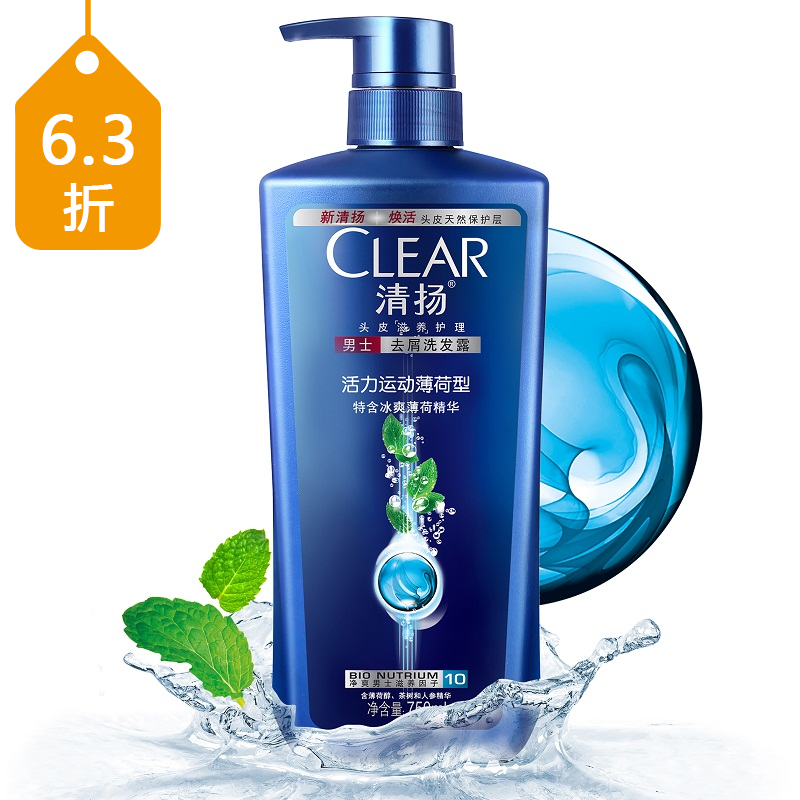 6.3
折
新清扬 焕活 头皮天然保护层
CLEAR
清扬®
头皮「滋养」护理
男士 去屑洗发露
活力运动薄荷型
特含冰爽薄荷精华
BIO NUTRIUM 10
净爽男士滋养因子
含薄荷醇、茶树和人参精华
净含量: 750mL